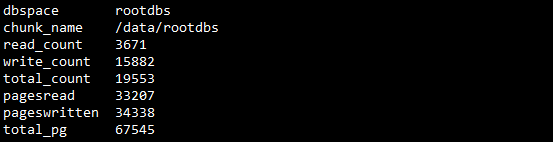 dbspace rootdbs
chunk_name /data/rootdbs
read_count 3671
write_count 15882
total_count 19553
pagesread 33207
pageswritten 34338
total_pg 67545